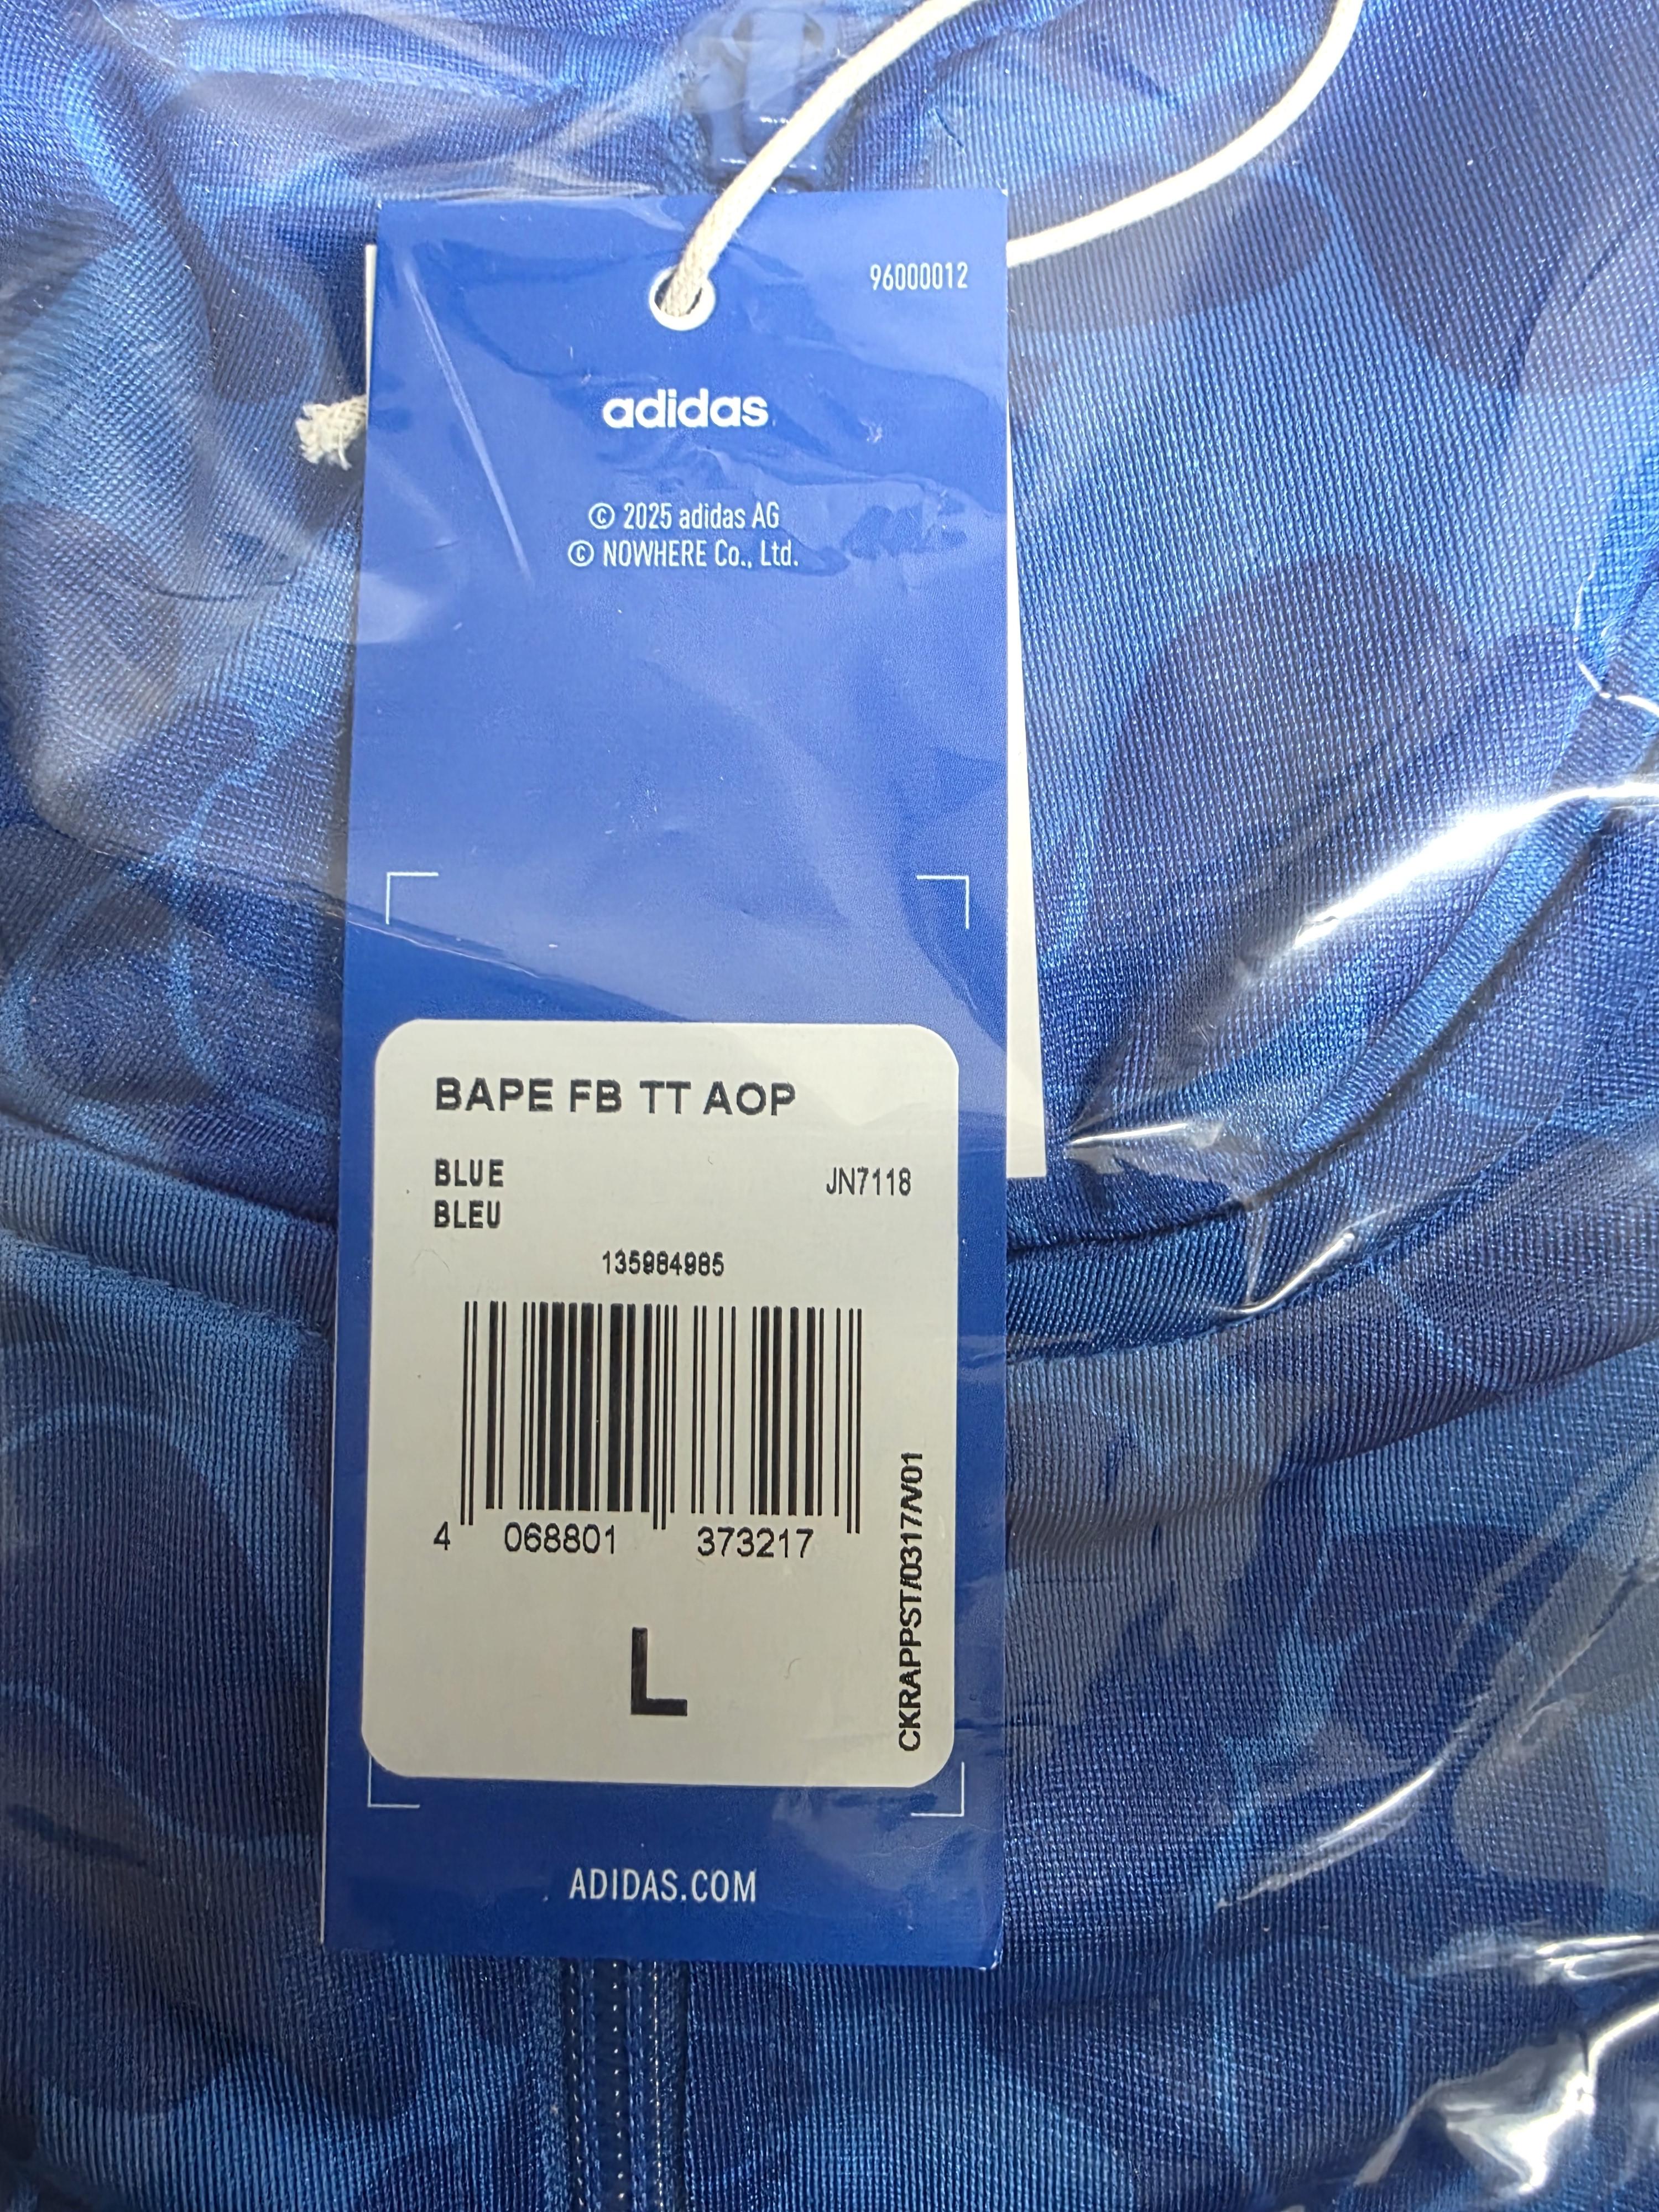 96000012
adidas
© 2025 adidas AG
© NOWHERE Co., Ltd.
BAPE FB TT AOP
BLUE
BLEU
JN7118
135984985
4 068801 373217
L
CKRAPPST/0317/V01
ADIDAS.COM